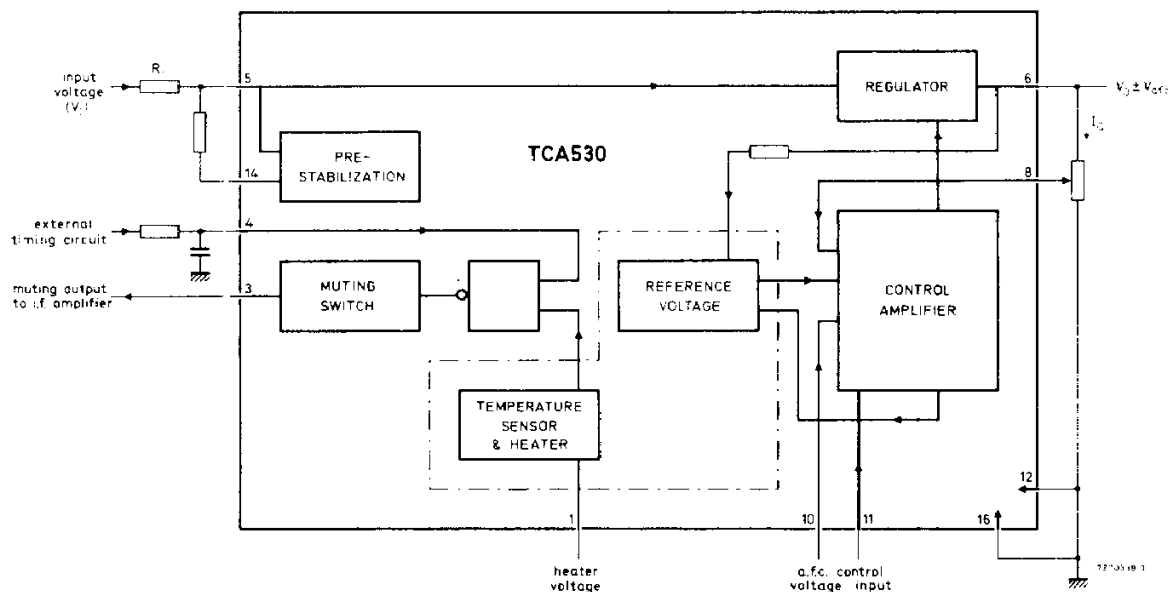 R.
input
voltage
(Vi)
5
6
REGULATOR
PRE-
STABILIZATION
14
TCA530
8
external
timing circuit
4
muting output
to i.f. amplifier
3
MUTING
SWITCH
REFERENCE
VOLTAGE
CONTROL
AMPLIFIER
TEMPERATURE
SENSOR
& HEATER
12
1
10
11
16
heater
voltage
a.f.c. control
voltage input